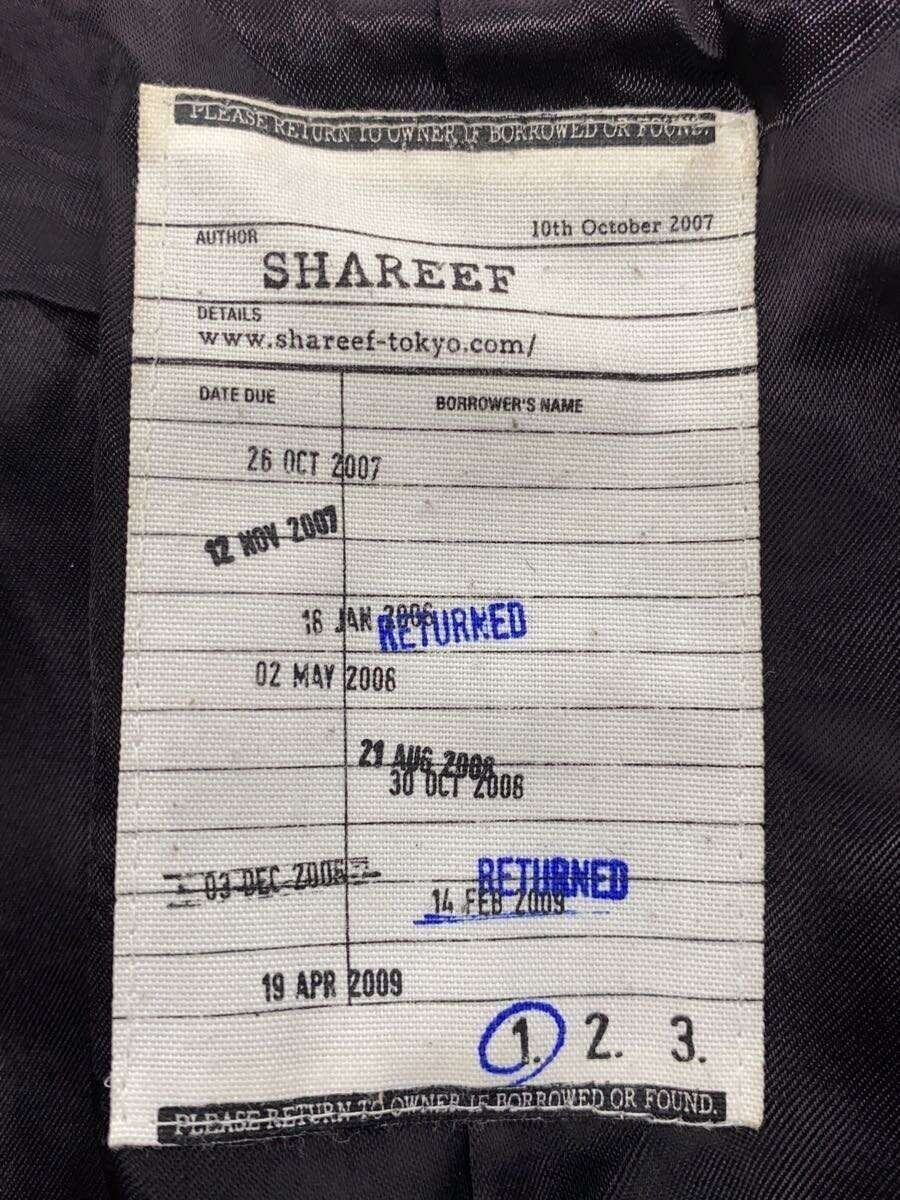 PLEASE RETURN TO OWNER IF BORROWED OR FOUND.
10th October 2007
AUTHOR
SHAREEF
DETAILS
www.shareef-tokyo.com/
DATE DUE BORROWER'S NAME
26 OCT 2007
12 NOV 2007
16 JAN 2006 RETURNED
02 MAY 2006
21 AUG 2008
30 OCT 2008
03 DEC 2006
RETURNED
14 FEB 2009
19 APR 2009
1. 2. 3.
PLEASE RETURN TO OWNER IF BORROWED OR FOUND.